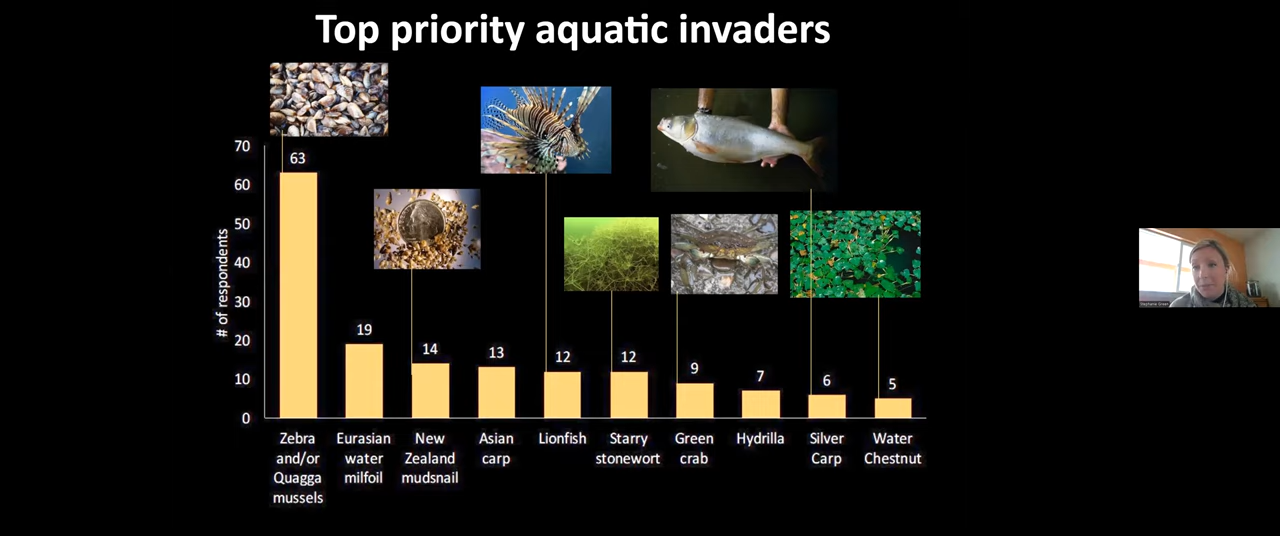 Top priority aquatic invaders
# of respondents
70
60
50
40
30
20
10
0
63
19
14
13
12
12
9
7
6
5
Zebra
and/or
Quagga
mussels
Eurasian
water
milfoil
New
Zealand
mudsnail
Asian
carp
Lionfish
Starry
stonewort
Green
crab
Hydrilla
Silver
Carp
Water
Chestnut
Stephanie Green